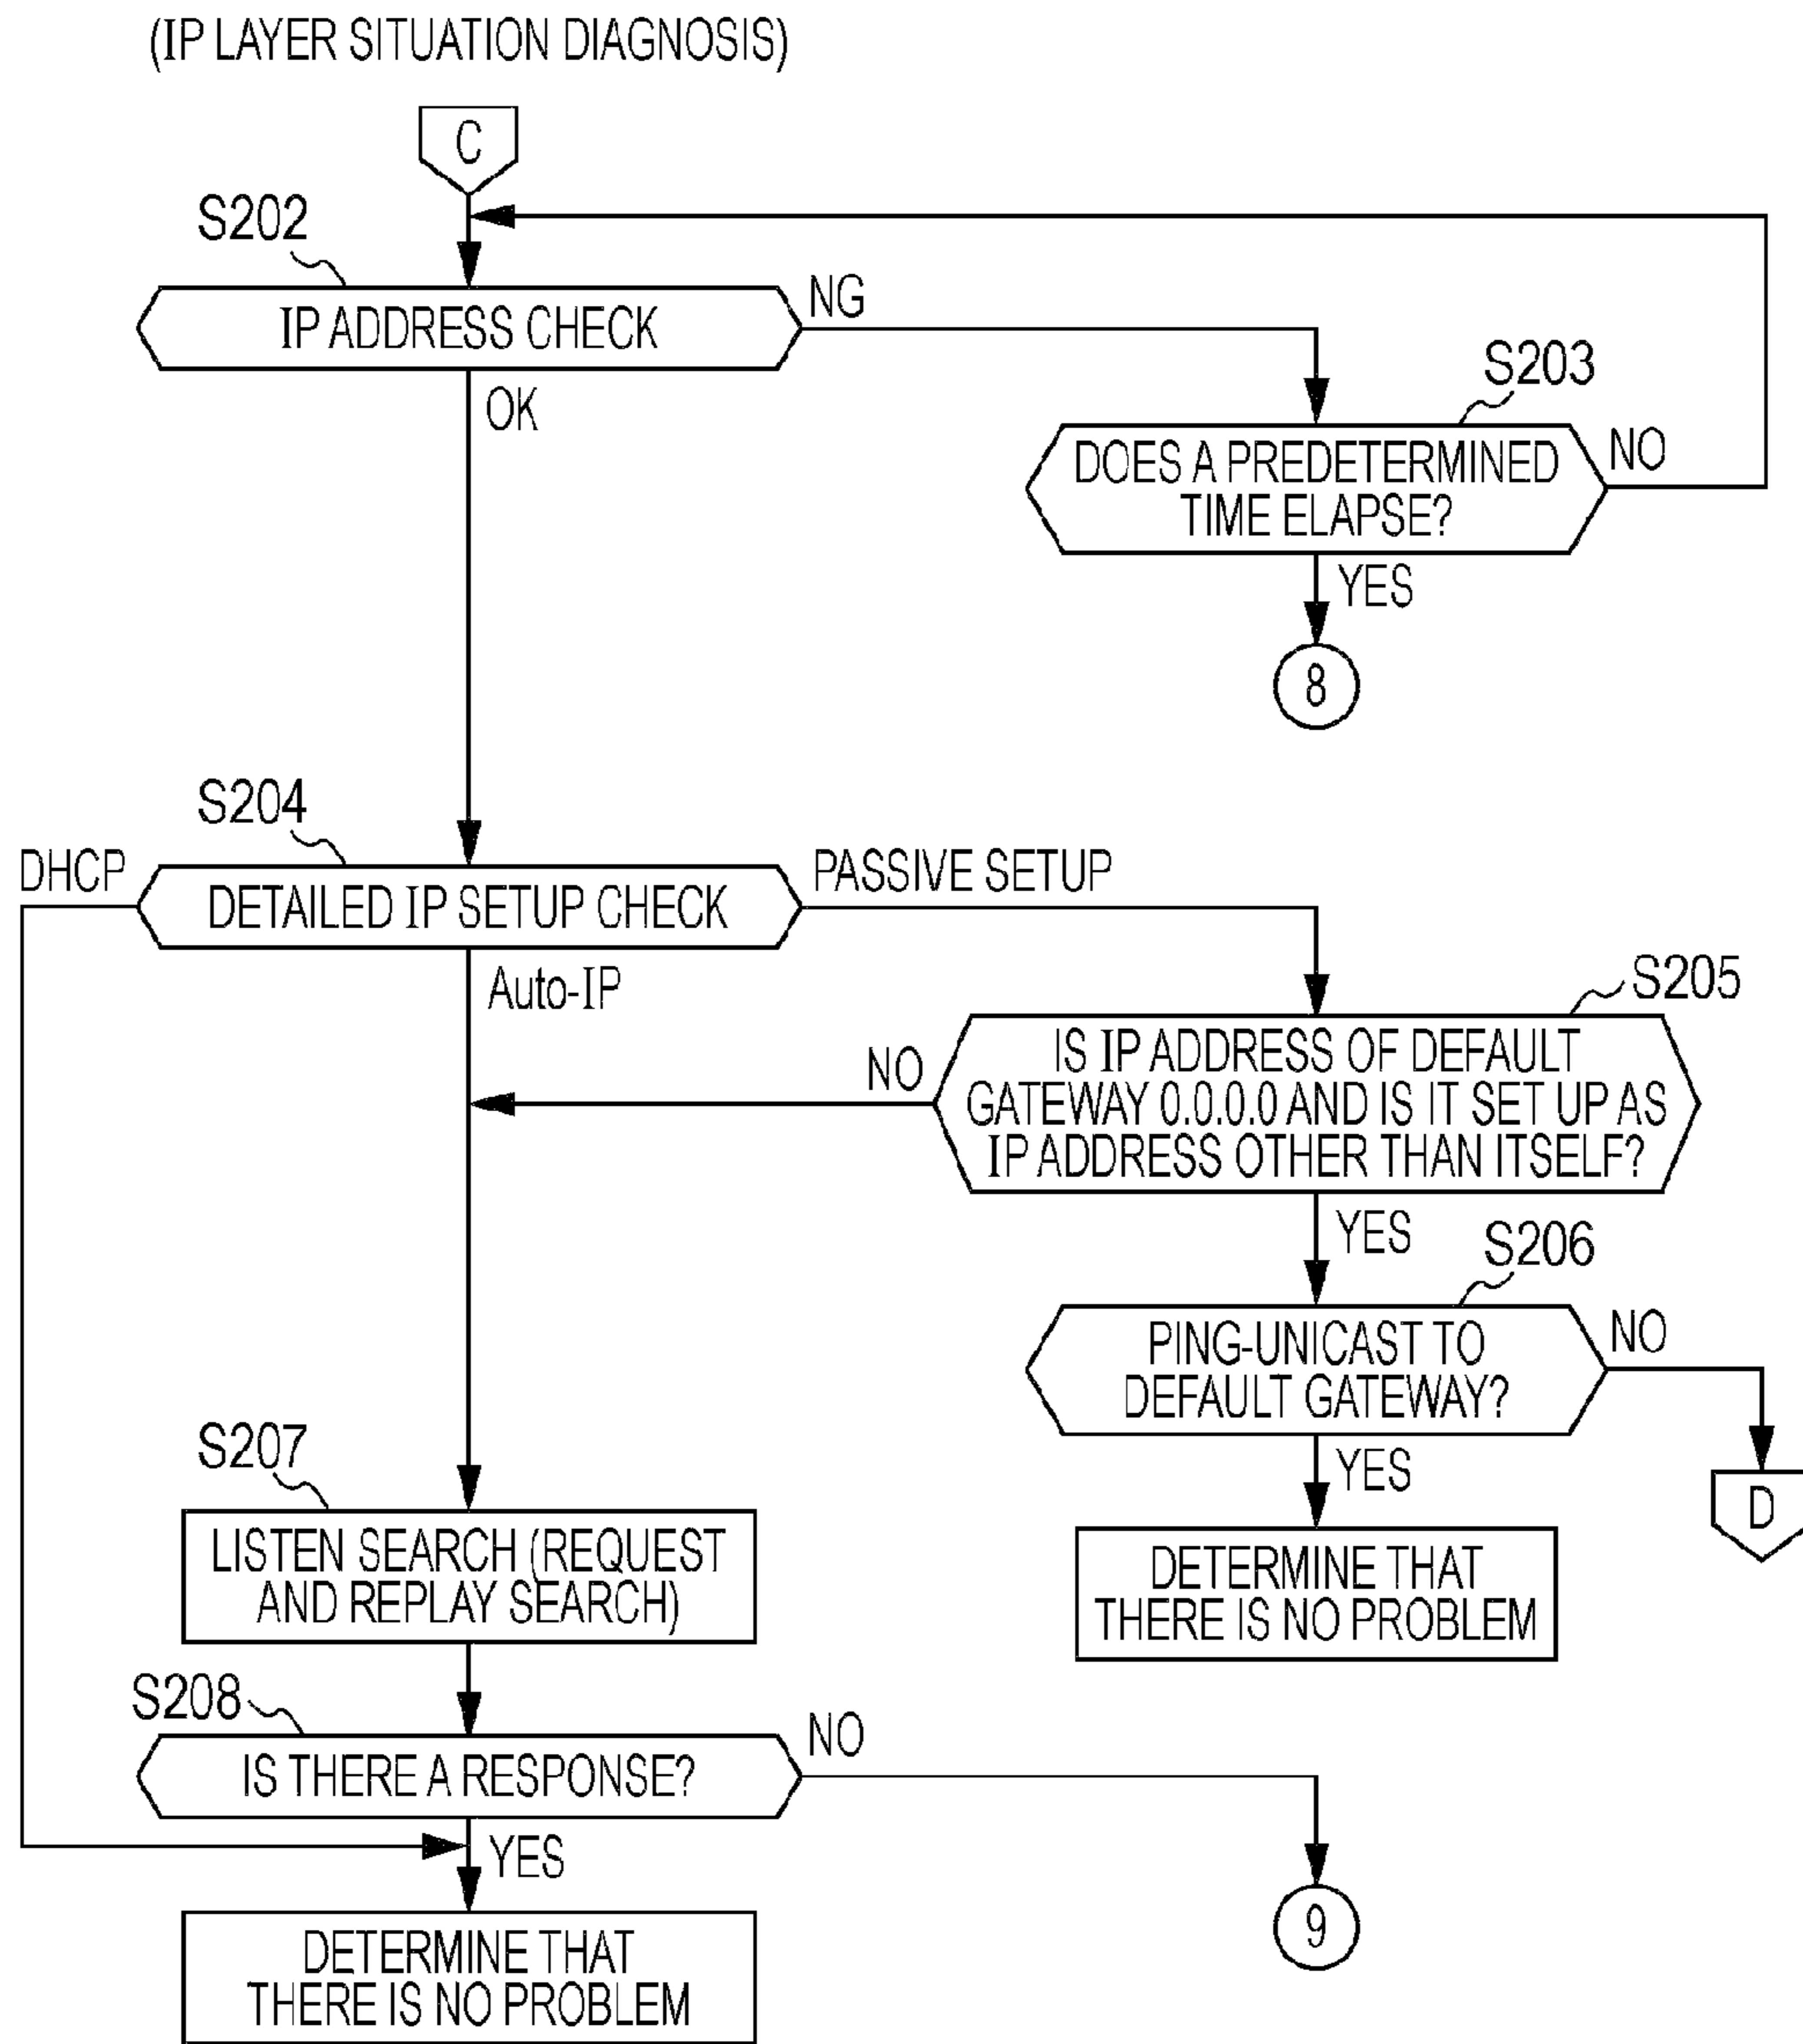 (IP LAYER SITUATION DIAGNOSIS)
C
S202
IP ADDRESS CHECK
NG
OK
S203
DOES A PREDETERMINED
TIME ELAPSE?
NO
YES
8
S204
DHCP
DETAILED IP SETUP CHECK
PASSIVE SETUP
Auto-IP
S205
IS IP ADDRESS OF DEFAULT
GATEWAY 0.0.0.0 AND IS IT SET UP AS
IP ADDRESS OTHER THAN ITSELF?
NO
YES
S206
PING-UNICAST TO
DEFAULT GATEWAY?
NO
YES
D
DETERMINE THAT
THERE IS NO PROBLEM
S207
LISTEN SEARCH (REQUEST
AND REPLAY SEARCH)
S208
IS THERE A RESPONSE?
NO
YES
9
DETERMINE THAT
THERE IS NO PROBLEM